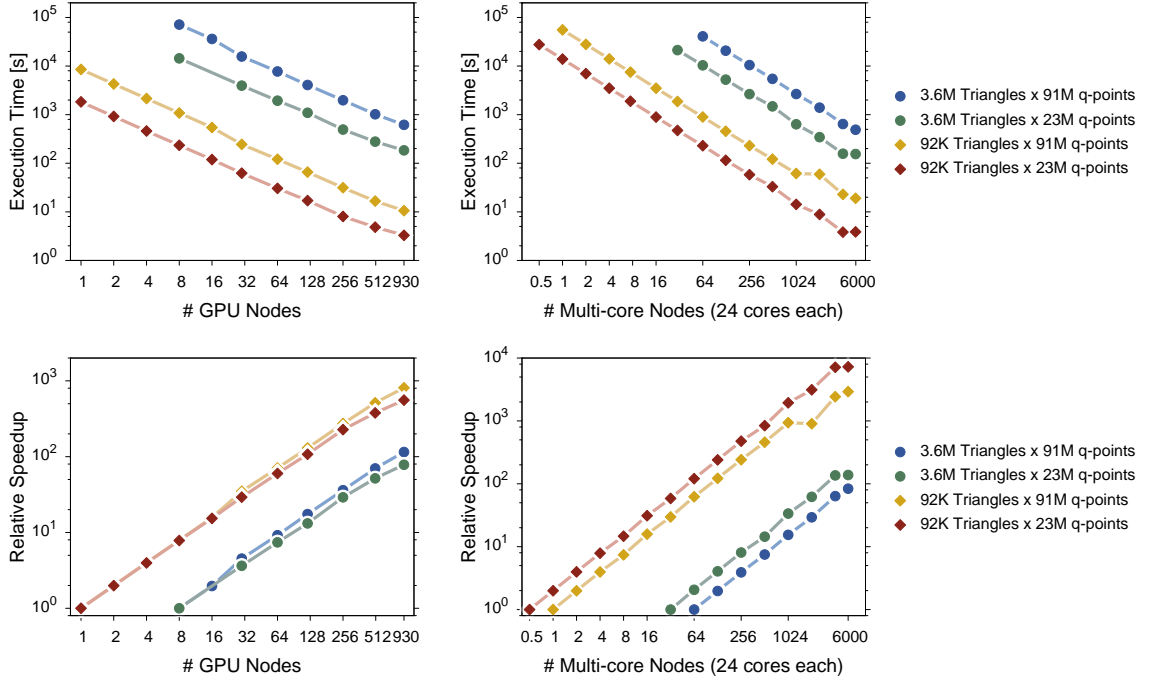 10^5
10^4
10^3
10^2
10^1
10^0
Execution Time [s]
1 2 4 8 16 32 64 128 256 512 930
# GPU Nodes
10^5
10^4
10^3
10^2
10^1
10^0
Execution Time [s]
0.5 1 2 4 8 16 64 256 1024 6000
# Multi-core Nodes (24 cores each)
3.6M Triangles x 91M q-points
3.6M Triangles x 23M q-points
92K Triangles x 91M q-points
92K Triangles x 23M q-points
10^3
10^2
10^1
10^0
Relative Speedup
1 2 4 8 16 32 64 128 256 512 930
# GPU Nodes
10^4
10^3
10^2
10^1
10^0
Relative Speedup
0.5 1 2 4 8 16 64 256 1024 6000
# Multi-core Nodes (24 cores each)
3.6M Triangles x 91M q-points
3.6M Triangles x 23M q-points
92K Triangles x 91M q-points
92K Triangles x 23M q-points